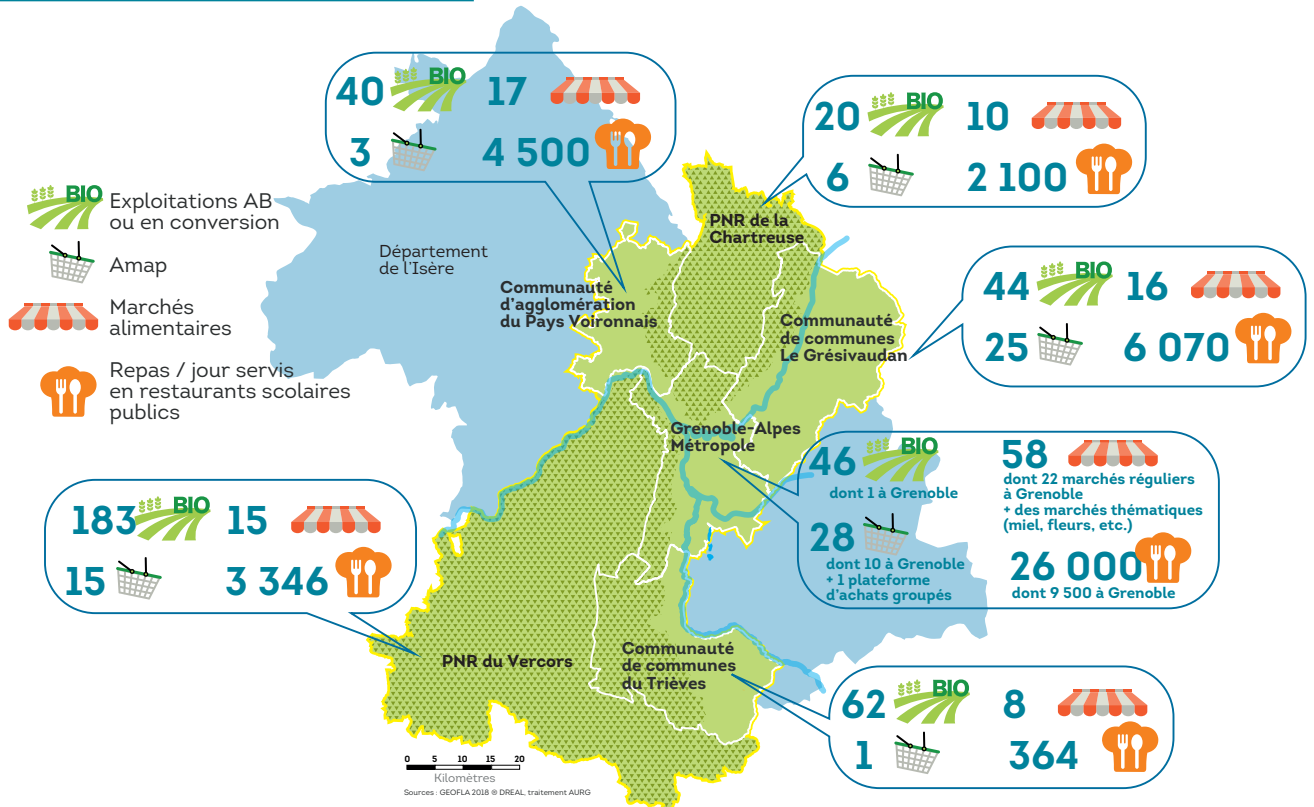 40 BIO 17
3 4 500
20 BIO 10
6 2 100
BIO Exploitations AB
ou en conversion
Amap
Marchés
alimentaires
Repas / jour servis
en restaurants scolaires
publics
Département
de l'Isère
PNR de la
Chartreuse
Communauté
d'agglomération
du Pays Voironnais
Communauté
de communes
Le Grésivaudan
44 BIO 16
25 6 070
Grenoble-Alpes
Métropole
46 BIO
dont 1 à Grenoble
58
dont 22 marchés réguliers
à Grenoble
+ des marchés thématiques
(miel, fleurs, etc.)
28
dont 10 à Grenoble
+ 1 plateforme
d'achats groupés
26 000
dont 9 500 à Grenoble
183 BIO 15
15 3 346
PNR du Vercors
Communauté
de communes
du Trièves
62 BIO 8
1 364
0 5 10 15 20
Kilomètres
Sources : GEOFLA 2018 ® DREAL, traitement AURG